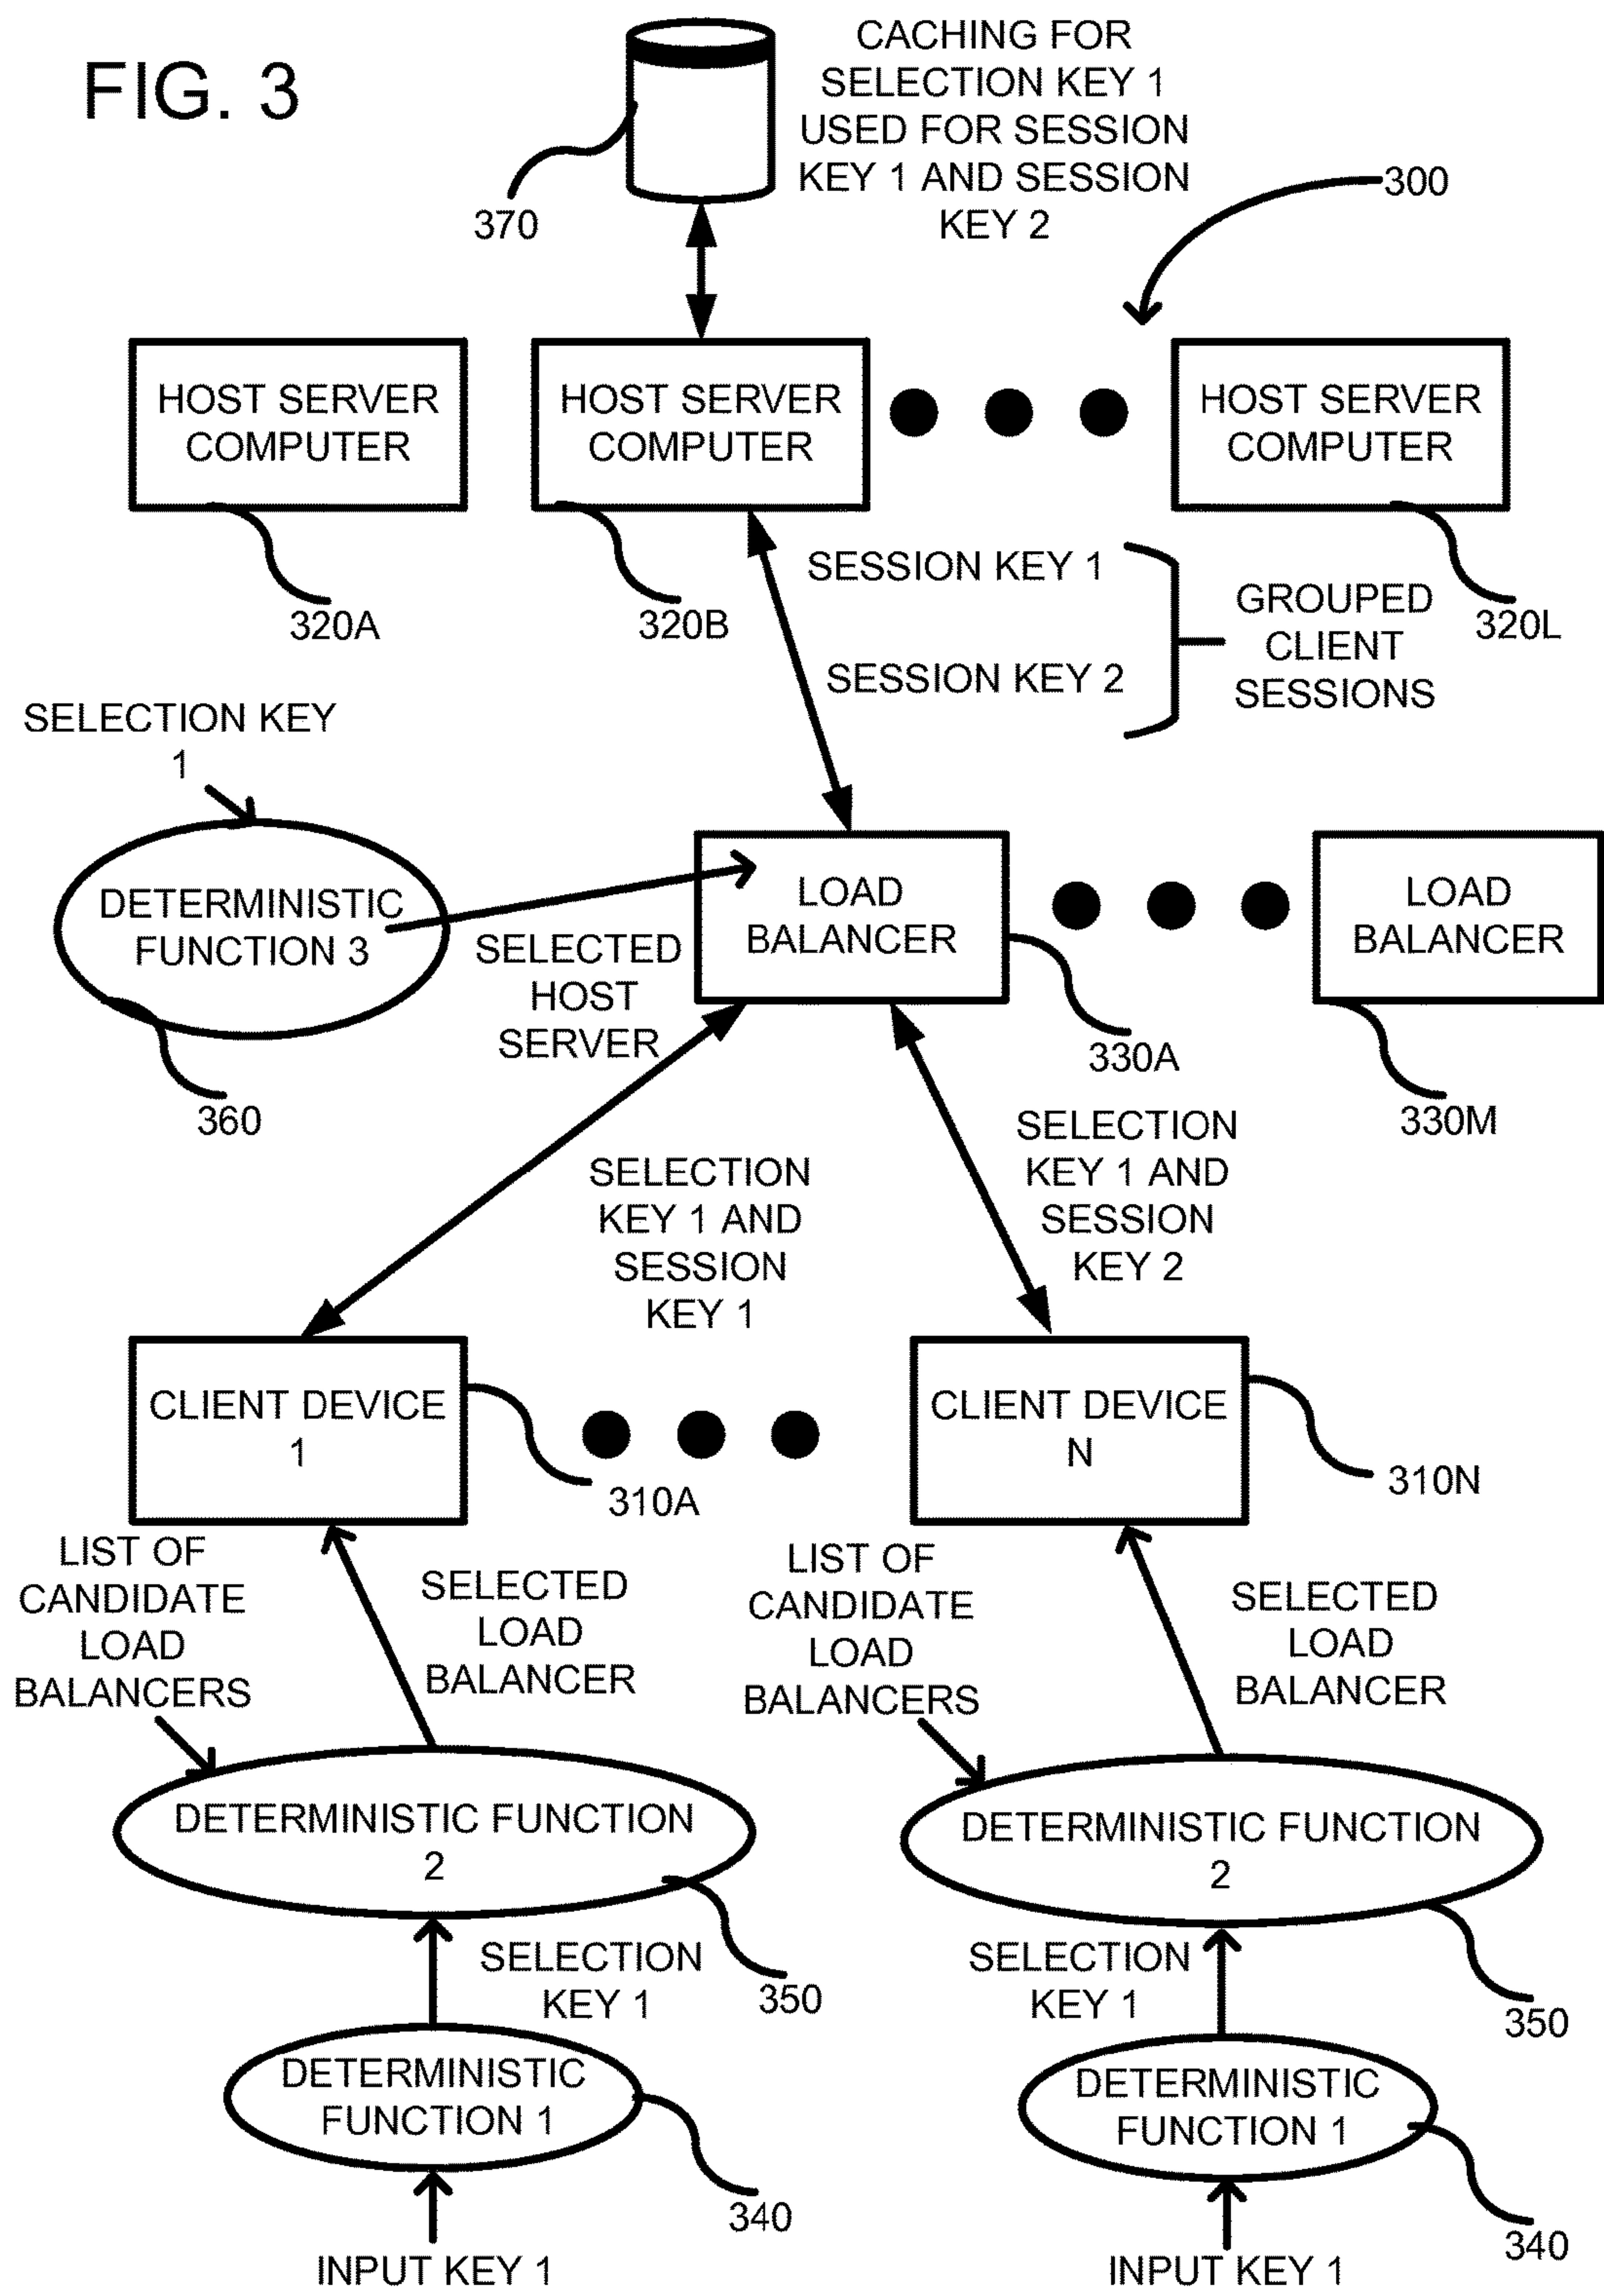 FIG. 3
CACHING FOR
SELECTION KEY 1
USED FOR SESSION
KEY 1 AND SESSION
KEY 2
370
300
HOST SERVER
COMPUTER
HOST SERVER
COMPUTER
HOST SERVER
COMPUTER
320A
320B
320L
SESSION KEY 1
SESSION KEY 2
GROUPED
CLIENT
SESSIONS
SELECTION KEY
1
DETERMINISTIC
FUNCTION 3
360
SELECTED
HOST
SERVER
LOAD
BALANCER
330A
LOAD
BALANCER
330M
SELECTION
KEY 1 AND
SESSION
KEY 1
SELECTION
KEY 1 AND
SESSION
KEY 2
CLIENT DEVICE
1
310A
CLIENT DEVICE
N
310N
LIST OF
CANDIDATE
LOAD
BALANCERS
SELECTED
LOAD
BALANCER
LIST OF
CANDIDATE
LOAD
BALANCERS
SELECTED
LOAD
BALANCER
DETERMINISTIC FUNCTION
2
350
DETERMINISTIC FUNCTION
2
350
SELECTION
KEY 1
SELECTION
KEY 1
DETERMINISTIC
FUNCTION 1
340
DETERMINISTIC
FUNCTION 1
340
INPUT KEY 1
INPUT KEY 1